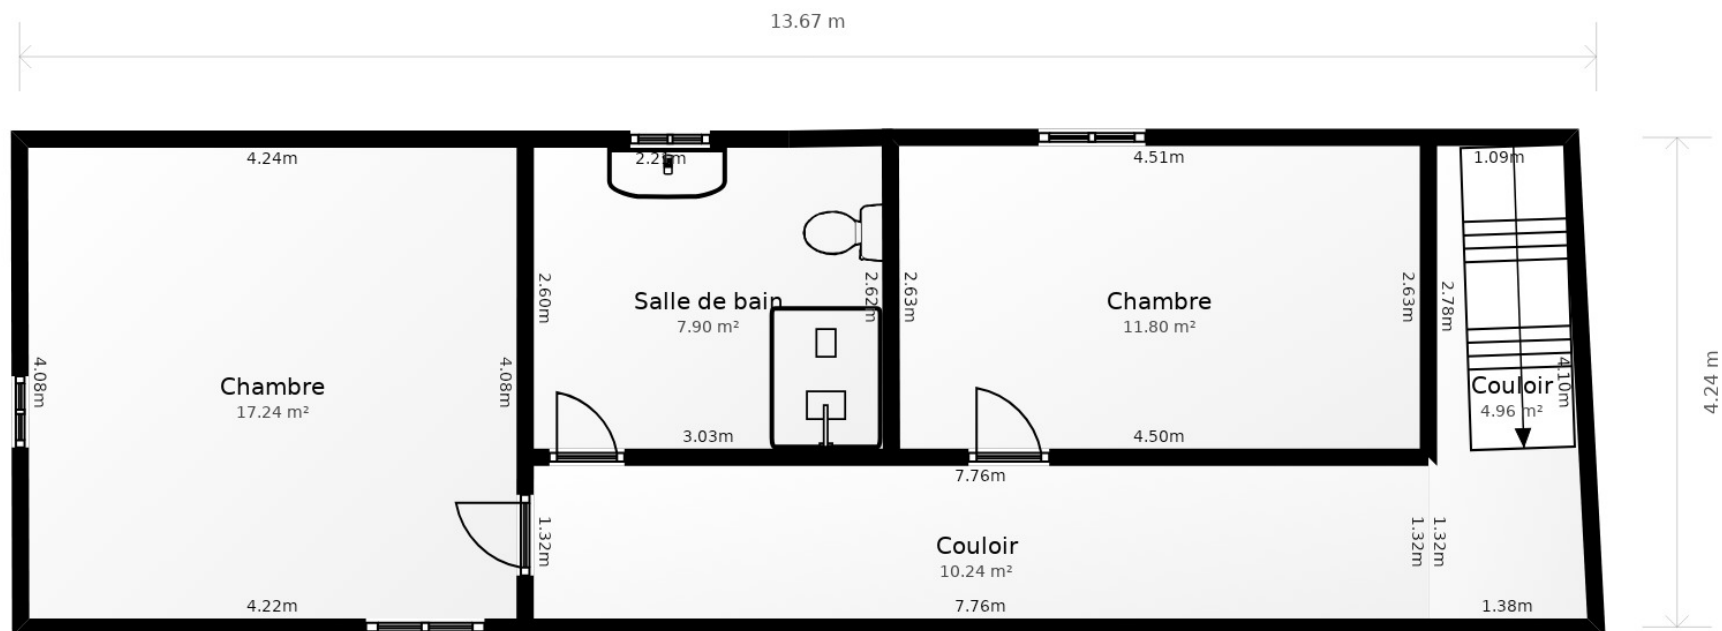 13.67 m
4.24m
4.51m
1.09m
2.60m
2.62m
2.63m
2.63m
2.78m
Salle de bain
7.90 m²
Chambre
11.80 m²
4.08m
4.08m
Chambre
17.24 m²
4.10m
Couloir
4.96 m²
4.24 m
3.03m
4.50m
7.76m
1.32m
1.32m
1.32m
Couloir
10.24 m²
4.22m
7.76m
1.38m